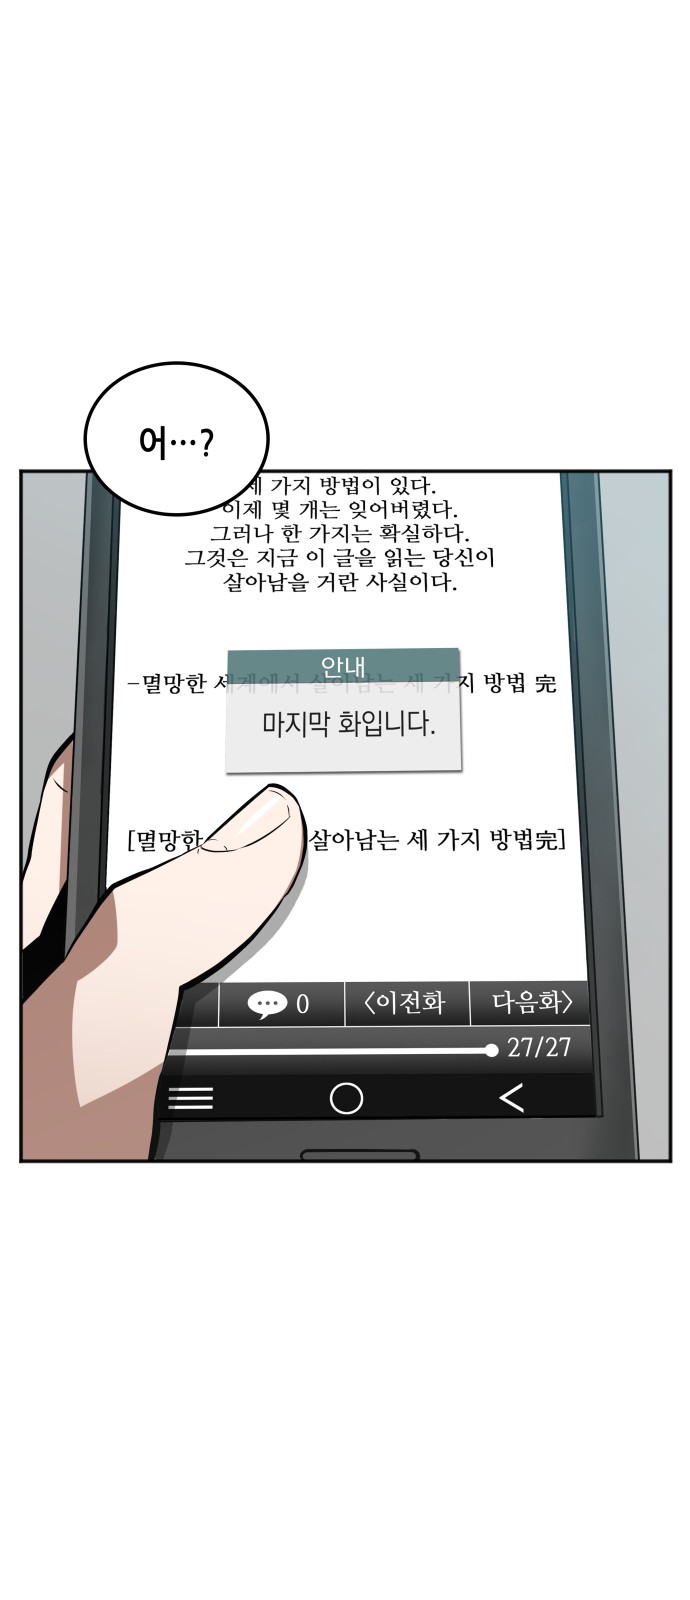 어…?
세 가지 방법이 있다.
이제 몇 개는 잊어버렸다.
그러나 한 가지는 확실하다.
그것은 지금 이 글을 읽는 당신이
살아남을 거란 사실이다.
안내
-멸망한 세계에서 살아남는 세 가지 방법 完
마지막 화입니다.
[멸망한 살아남는 세 가지 방법完]
0 〈이전화 다음화〉
27/27